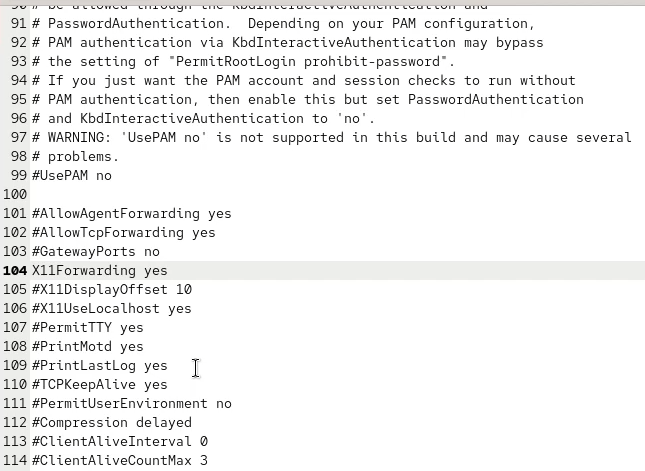 90 # be allowed through the KbdInteractiveAuthentication and
91 # PasswordAuthentication.  Depending on your PAM configuration,
92 # PAM authentication via KbdInteractiveAuthentication may bypass
93 # the setting of "PermitRootLogin prohibit-password".
94 # If you just want the PAM account and session checks to run without
95 # PAM authentication, then enable this but set PasswordAuthentication
96 # and KbdInteractiveAuthentication to 'no'.
97 # WARNING: 'UsePAM no' is not supported in this build and may cause several
98 # problems.
99 #UsePAM no
100
101 #AllowAgentForwarding yes
102 #AllowTcpForwarding yes
103 #GatewayPorts no
104 X11Forwarding yes
105 #X11DisplayOffset 10
106 #X11UseLocalhost yes
107 #PermitTTY yes
108 #PrintMotd yes
109 #PrintLastLog yes
110 #TCPKeepAlive yes
111 #PermitUserEnvironment no
112 #Compression delayed
113 #ClientAliveInterval 0
114 #ClientAliveCountMax 3